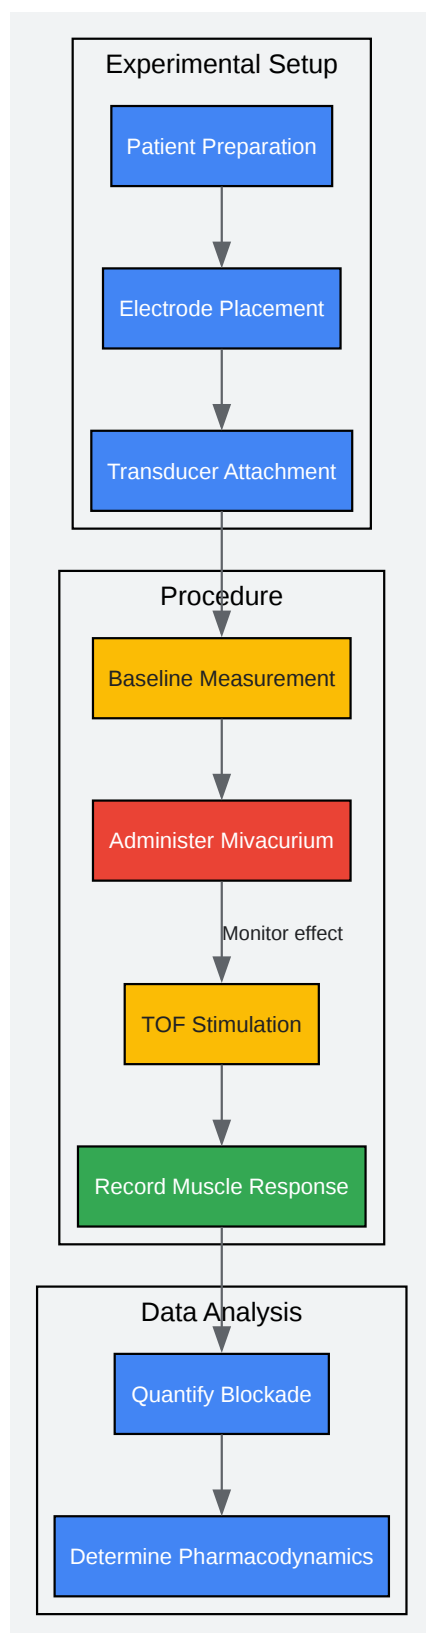 Experimental Setup
Patient Preparation
Electrode Placement
Transducer Attachment
Procedure
Baseline Measurement
Administer Mivacurium
Monitor effect
TOF Stimulation
Record Muscle Response
Data Analysis
Quantify Blockade
Determine Pharmacodynamics